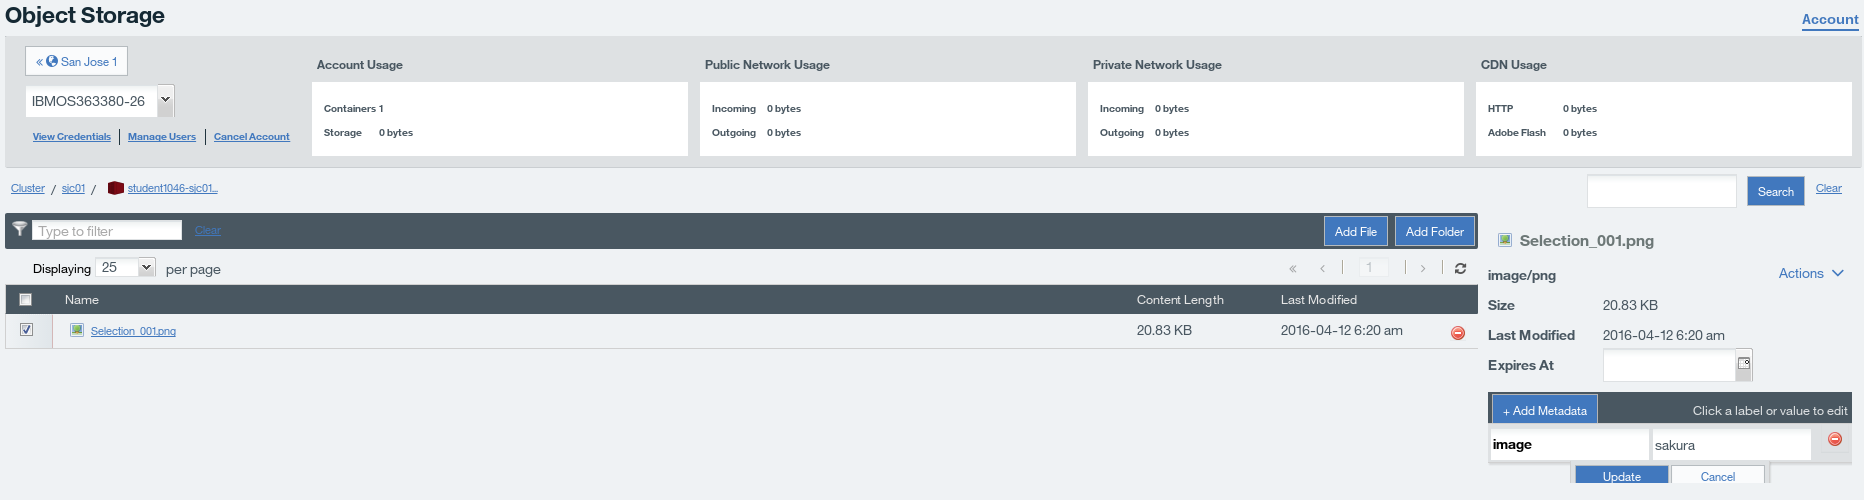 Object Storage
Account
« San Jose 1
IBMOS363380-26
View Credentials | Manage Users | Cancel Account
Account Usage
Containers 1
Storage 0 bytes
Public Network Usage
Incoming 0 bytes
Outgoing 0 bytes
Private Network Usage
Incoming 0 bytes
Outgoing 0 bytes
CDN Usage
HTTP 0 bytes
Adobe Flash 0 bytes
Cluster / sjc01 / student1046-sjc01...
Search Clear
Type to filter Clear Add File Add Folder
Displaying 25 per page « ‹ 1 › 
Name Content Length Last Modified
Selection_001.png 20.83 KB 2016-04-12 6:20 am
Selection_001.png
image/png Actions
Size 20.83 KB
Last Modified 2016-04-12 6:20 am
Expires At
+ Add Metadata Click a label or value to edit
image sakura
Update Cancel